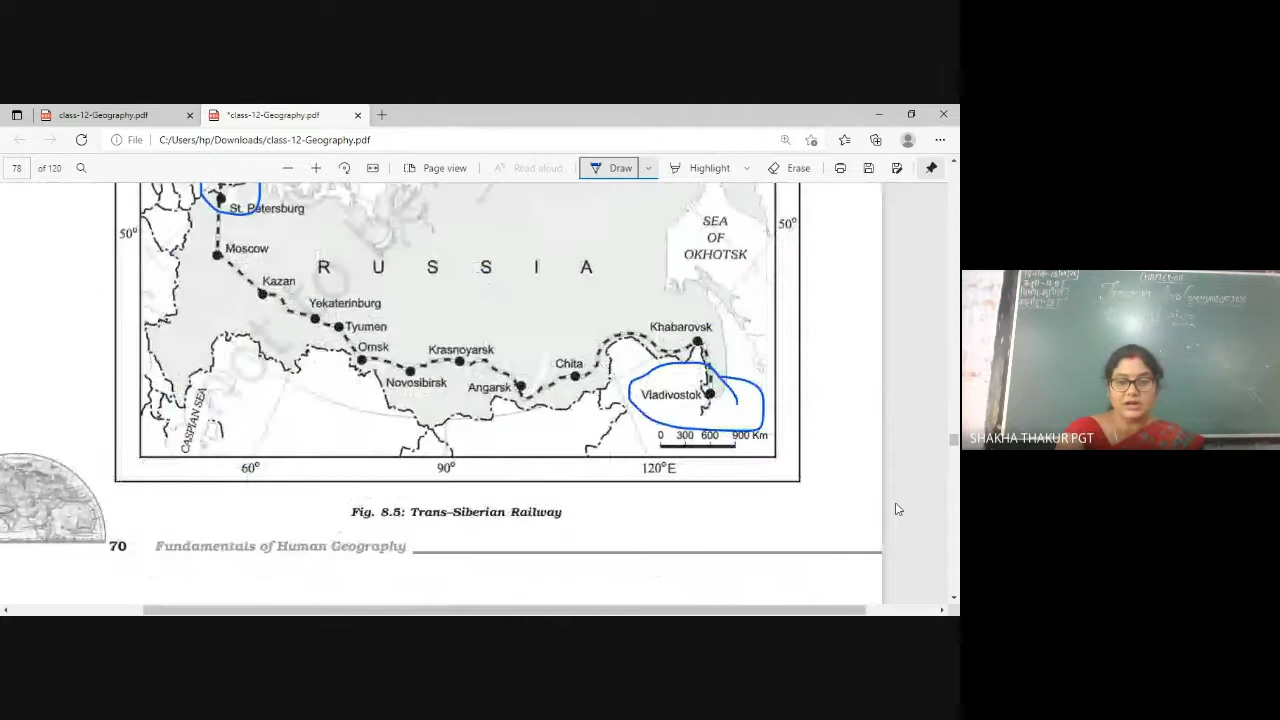 class-12-Geography.pdf
*class-12-Geography.pdf
File
C:/Users/hp/Downloads/class-12-Geography.pdf
78
of 120
Page view
Read aloud
Draw
Highlight
Erase
St. Petersburg
50°
SEA
OF
OKHOTSK
50°
Moscow
RUSSIA
Kazan
Yekaterinburg
Tyumen
Khabarovsk
Omsk
Krasnoyarsk
Chita
Novosibirsk
Angarsk
Vladivostok
CASPIAN SEA
0 300 600 900 Km
60°
90°
120°E
Fig. 8.5: Trans–Siberian Railway
70 Fundamentals of Human Geography
SHAKHA THAKUR PGT